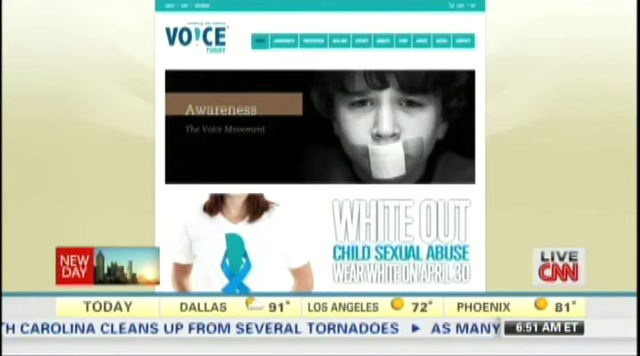 VO!CE
TODAY
Awareness
The Voice Movement
WHITE OUT
CHILD SEXUAL ABUSE
WEAR WHITE ON APRIL 30
NEW
DAY
LIVE
CNN
TODAY DALLAS 91° LOS ANGELES 72° PHOENIX 81°
TH CAROLINA CLEANS UP FROM SEVERAL TORNADOES ▶ AS MANY 6:51 AM ET